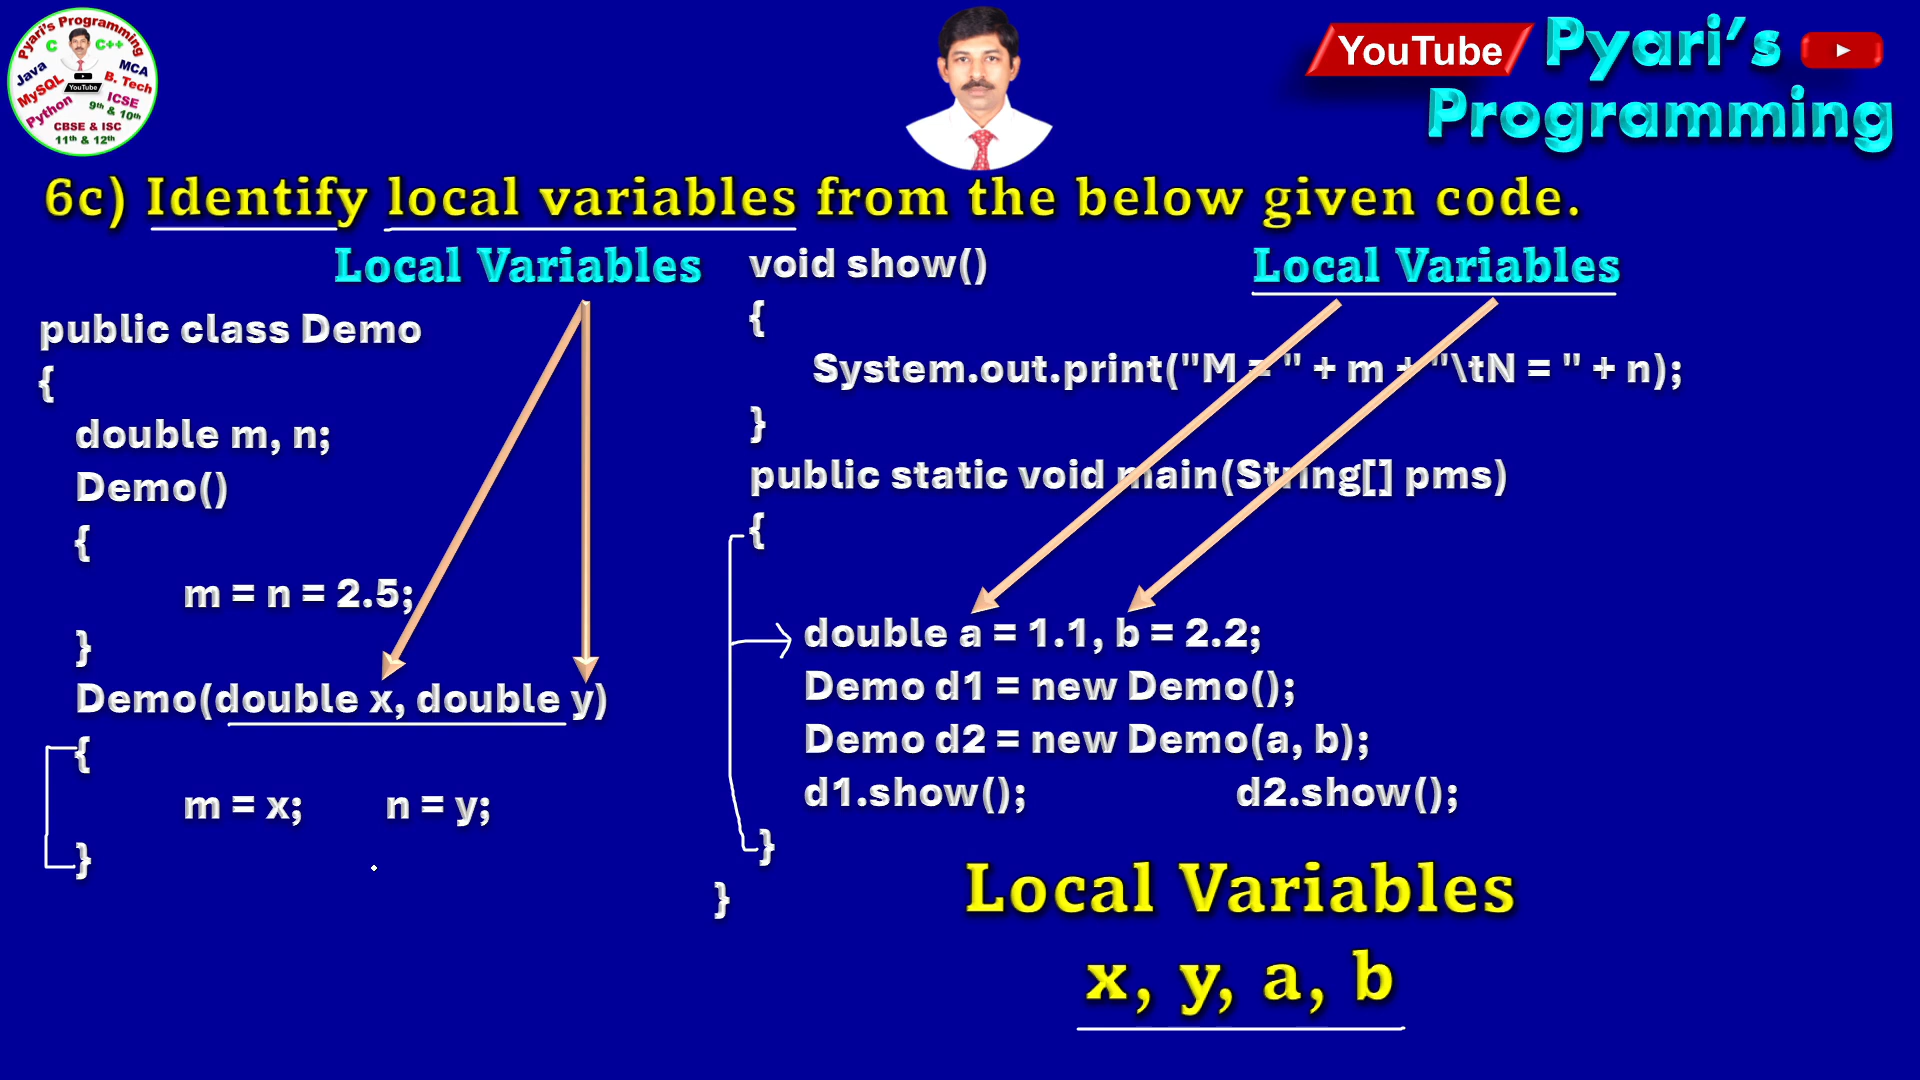 Pyari's Programming
C
C++
Java
MCA
MySQL
B. Tech
YouTube
Python
ICSE
9th & 10th
CBSE & ISC
11th & 12th
YouTube Pyari's
Programming
6c) Identify local variables from the below given code.
Local Variables
public class Demo
{
double m, n;
Demo()
{
m = n = 2.5;
}
Demo(double x, double y)
{
m = x; n = y;
}
void show()
{
System.out.print("M = " + m + "\tN = " + n);
}
public static void main(String[] pms)
{
Local Variables
double a = 1.1, b = 2.2;
Demo d1 = new Demo();
Demo d2 = new Demo(a, b);
d1.show(); d2.show();
}
}
Local Variables
x, y, a, b